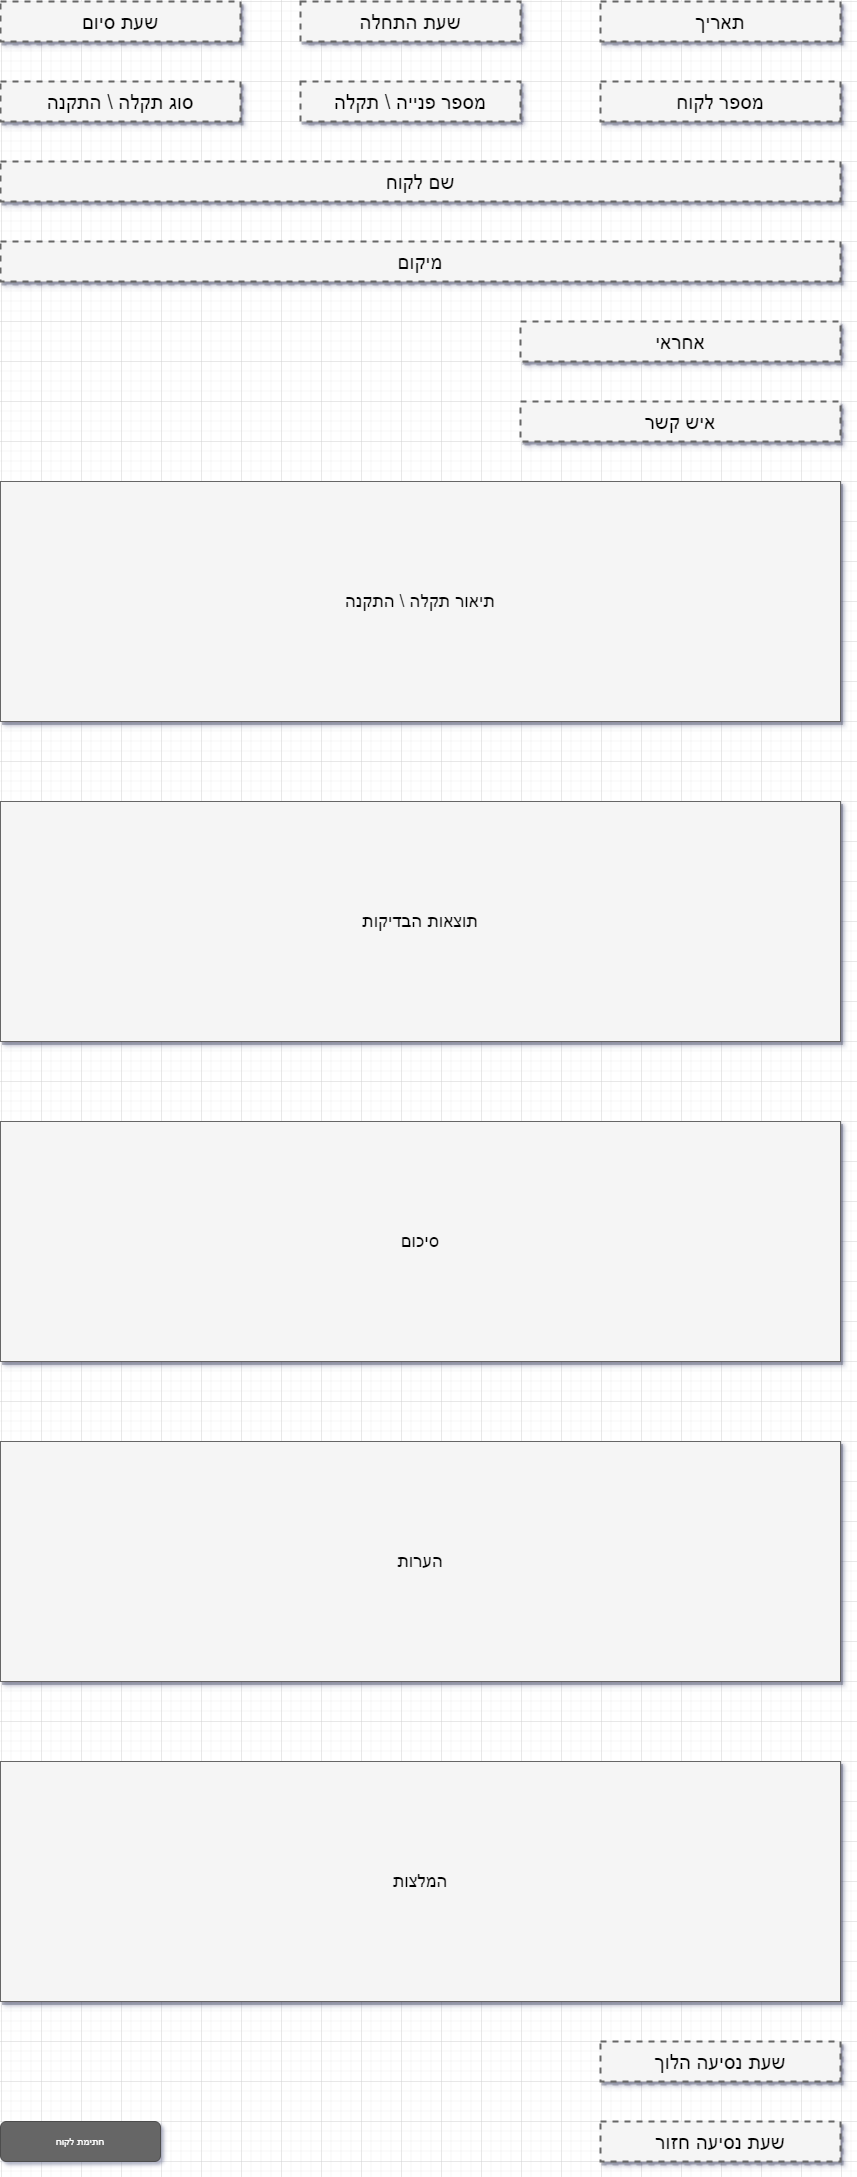 תאריך
שעת התחלה
שעת סיום
מספר לקוח
מספר פנייה \ תקלה
סוג תקלה \ התקנה
שם לקוח
מיקום
אחראי
איש קשר
תיאור תקלה \ התקנה
תוצאות הבדיקות
סיכום
הערות
המלצות
שעת נסיעה הלוך
שעת נסיעה חזור
חתימת לקוח